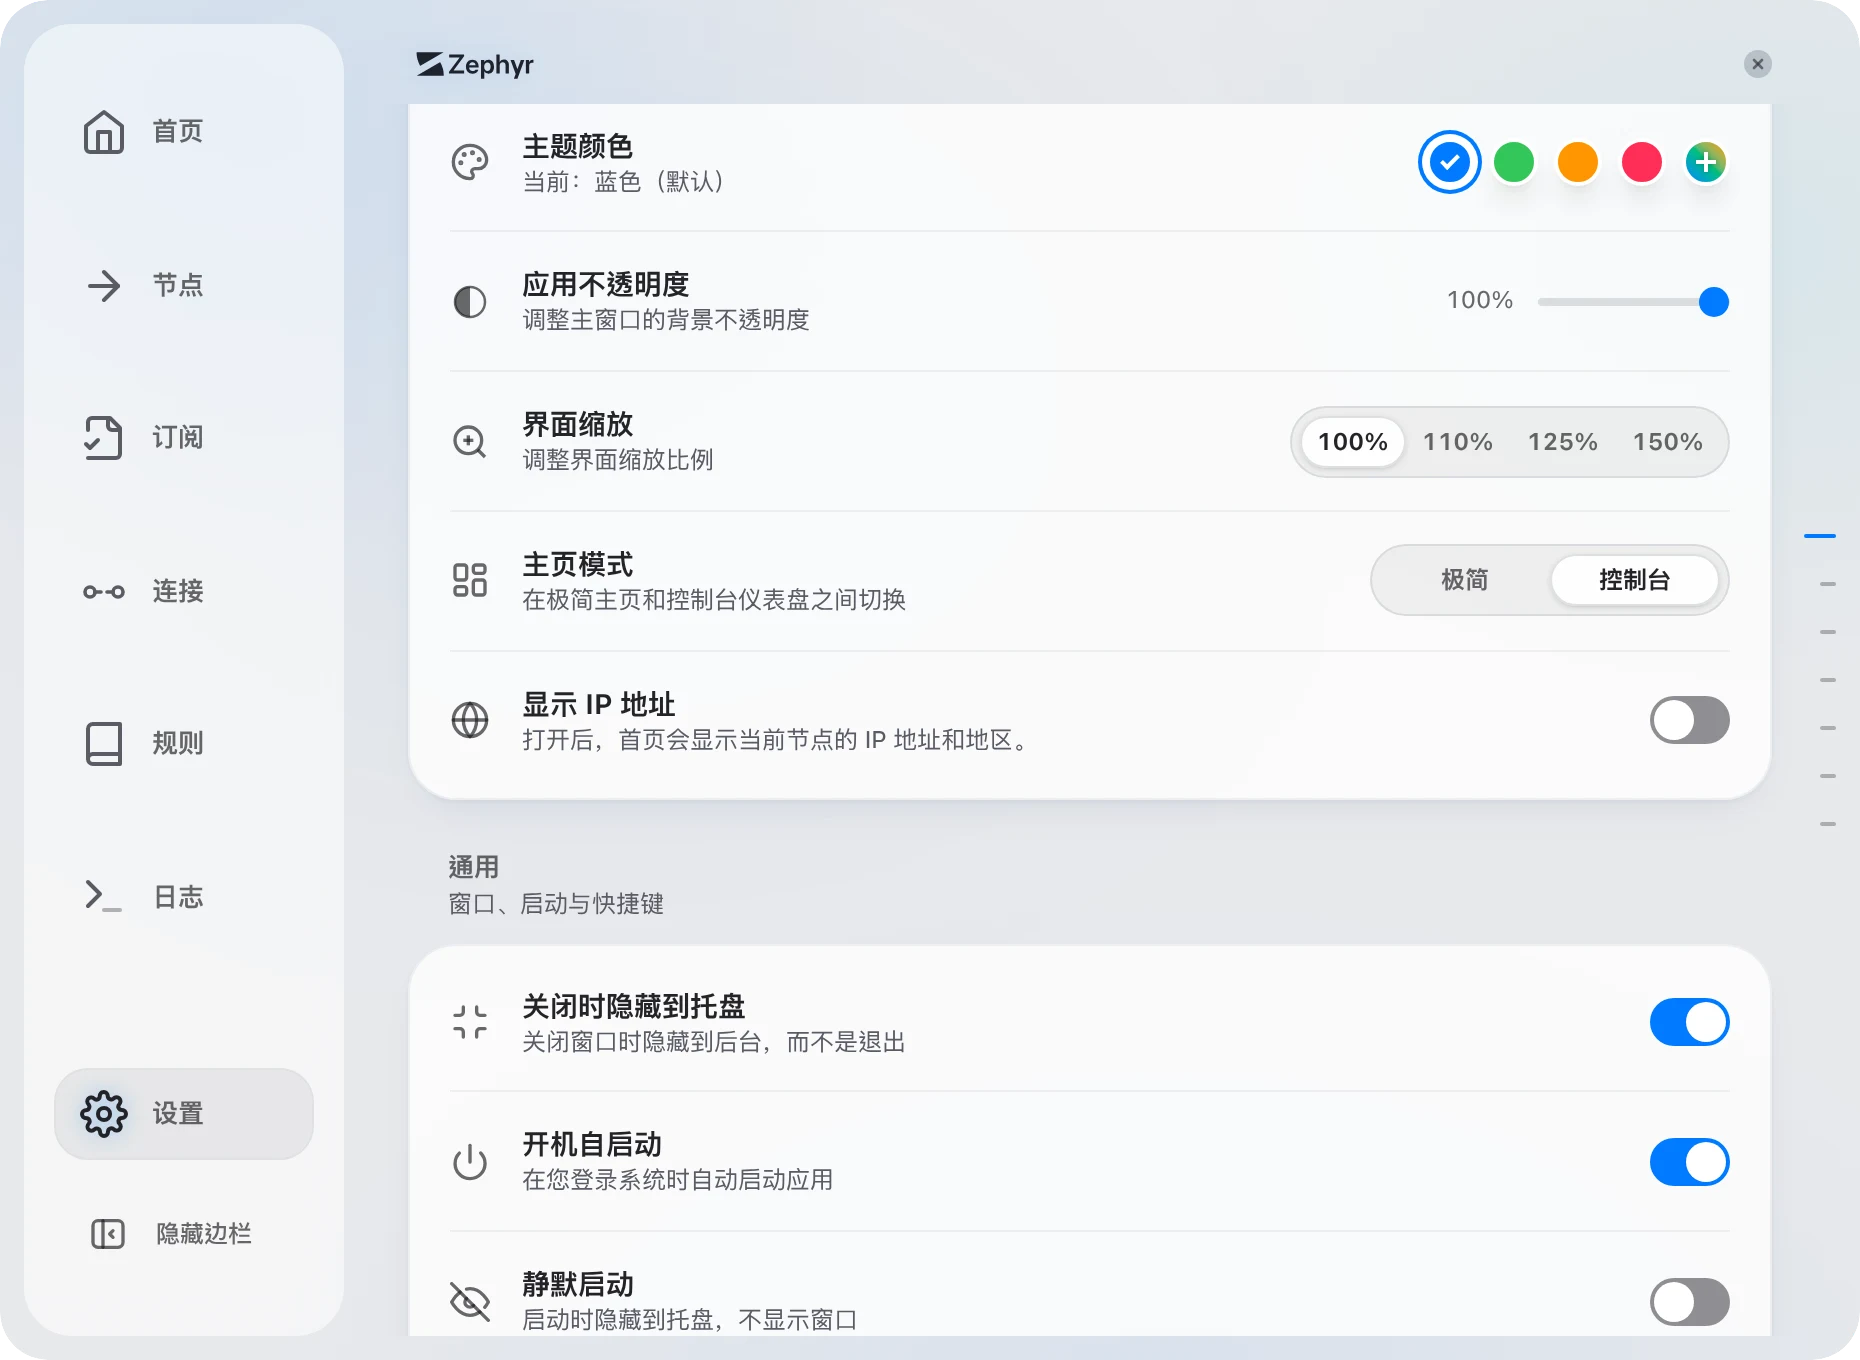 Zephyr
首页
节点
订阅
连接
规则
日志
设置
隐藏边栏
主题颜色
当前：蓝色（默认）
应用不透明度
调整主窗口的背景不透明度
100%
界面缩放
调整界面缩放比例
100% 110% 125% 150%
主页模式
在极简主页和控制台仪表盘之间切换
极简 控制台
显示 IP 地址
打开后，首页会显示当前节点的 IP 地址和地区。
通用
窗口、启动与快捷键
关闭时隐藏到托盘
关闭窗口时隐藏到后台，而不是退出
开机自启动
在您登录系统时自动启动应用
静默启动
启动时隐藏到托盘，不显示窗口